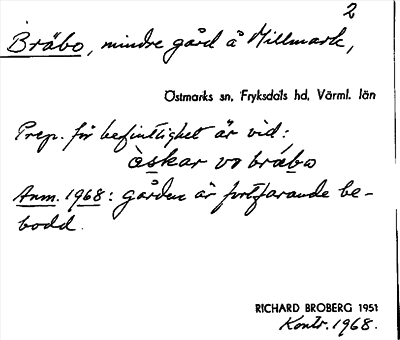 2
Bråbo, mindre gård å Millmark,
Östmarks sn, Fryksdals hd, Värml. län
Prep. för befintlighet är vid:
òskar vo bråbo
Anm. 1968: gården är fortfarande be-
bodd.
RICHARD BROBERG 1951
Kontr. 1968.